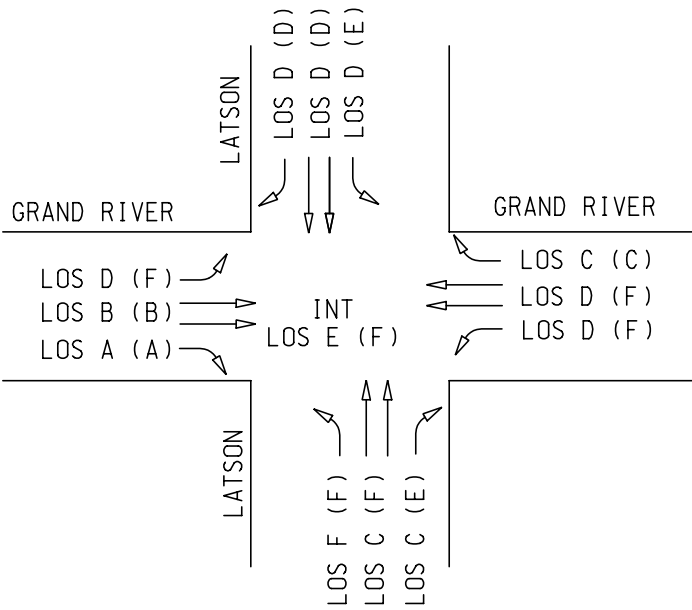 LOS D (D)
LOS D (D)
LOS D (E)
LATSON
GRAND RIVER
GRAND RIVER
LOS D (F)
LOS B (B)
LOS A (A)
INT
LOS E (F)
LOS C (C)
LOS D (F)
LOS D (F)
LATSON
LOS F (F)
LOS C (F)
LOS C (E)